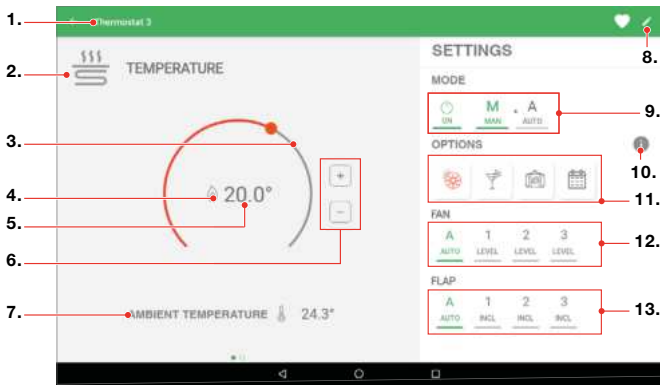 1.
Thermostat 3
2.
TEMPERATURE
3.
4.
20.0°
5.
+
−
6.
7.
AMBIENT TEMPERATURE 24.3°
8.
SETTINGS
MODE
M A
ON MAN AUTO
9.
OPTIONS
i
10.
11.
FAN
A 1 2 3
AUTO LEVEL LEVEL LEVEL
12.
FLAP
A 1 2 3
AUTO INCL INCL INCL
13.